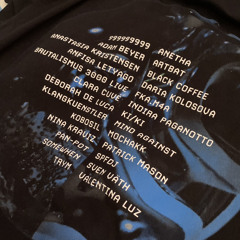 999999999
ANASTASIA KRISTENSEN
ADAM BEYER
ANFISA LETYAGO
BRUTALISMUS 3000 LIVE
CLARA CUVÉ
DEBORAH DE LUCA
KLANGKUENSTLER
KOBOSIL
NINA KRAVIZ
PAN-POT
SOMEWHEN
TRYM
ANETHA
ARTBAT
BLACK COFFEE
DARIA KOLOSOVA
INDIRA PAGANOTTO
KI/KI
MIND AGAINST
MOCHAKK
PATRICK MASON
SPFDJ
SVEN VÄTH
VALENTINA LUZ